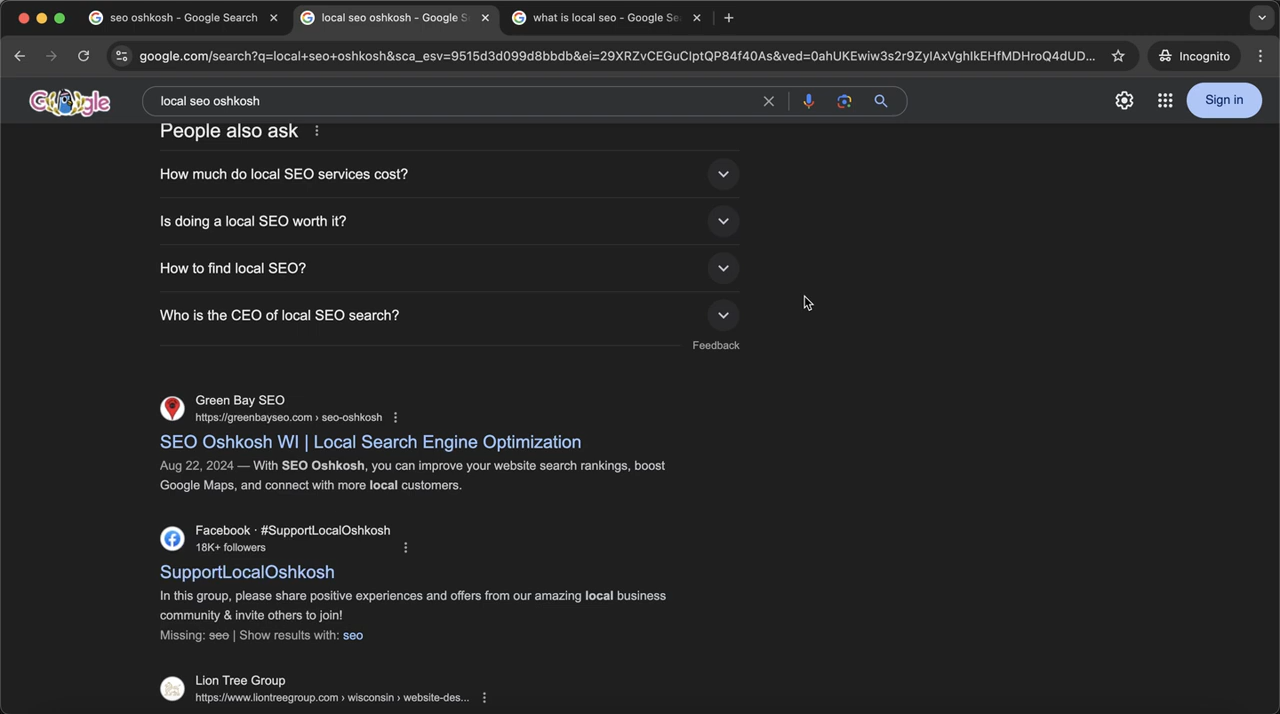 seo oshkosh - Google Search
local seo oshkosh - Google S
what is local seo - Google Se
google.com/search?q=local+seo+oshkosh&sca_esv=9515d3d099d8bbdb&ei=29XRZvCEGuCIptQP84f40As&ved=0ahUKEwiw3s2r9ZyIAxVghIkEHfMDHroQ4dUD...
Incognito
Google
local seo oshkosh
Sign in
People also ask
How much do local SEO services cost?
Is doing a local SEO worth it?
How to find local SEO?
Who is the CEO of local SEO search?
Feedback
Green Bay SEO
https://greenbayseo.com › seo-oshkosh
SEO Oshkosh WI | Local Search Engine Optimization
Aug 22, 2024 — With SEO Oshkosh, you can improve your website search rankings, boost
Google Maps, and connect with more local customers.
Facebook · #SupportLocalOshkosh
18K+ followers
SupportLocalOshkosh
In this group, please share positive experiences and offers from our amazing local business
community & invite others to join!
Missing: seo | Show results with: seo
Lion Tree Group
https://www.liontreegroup.com › wisconsin › website-des...